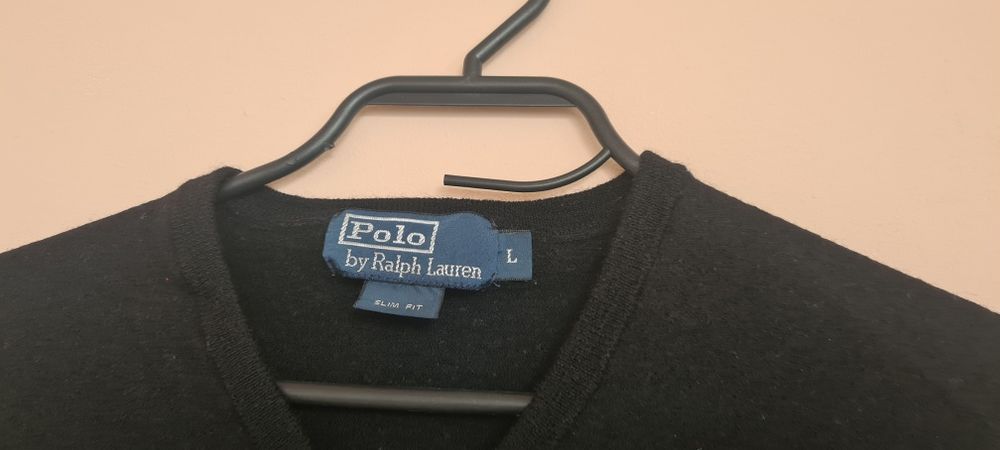 Polo
by Ralph Lauren
L
SLIM FIT